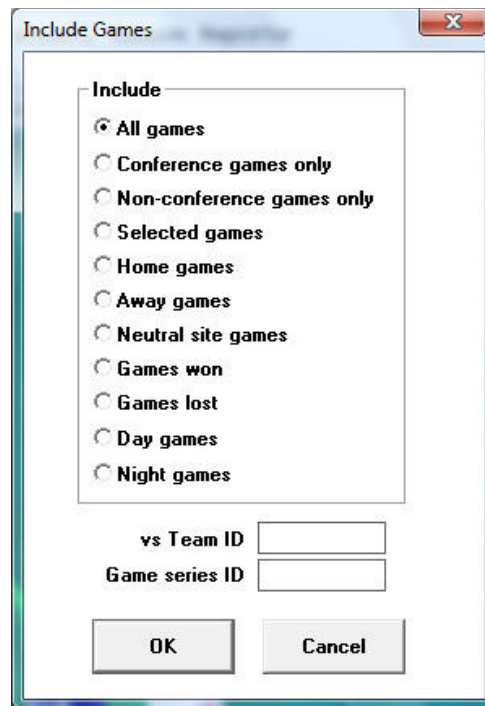 Include Games
Include
All games
Conference games only
Non-conference games only
Selected games
Home games
Away games
Neutral site games
Games won
Games lost
Day games
Night games
vs Team ID
Game series ID
OK
Cancel